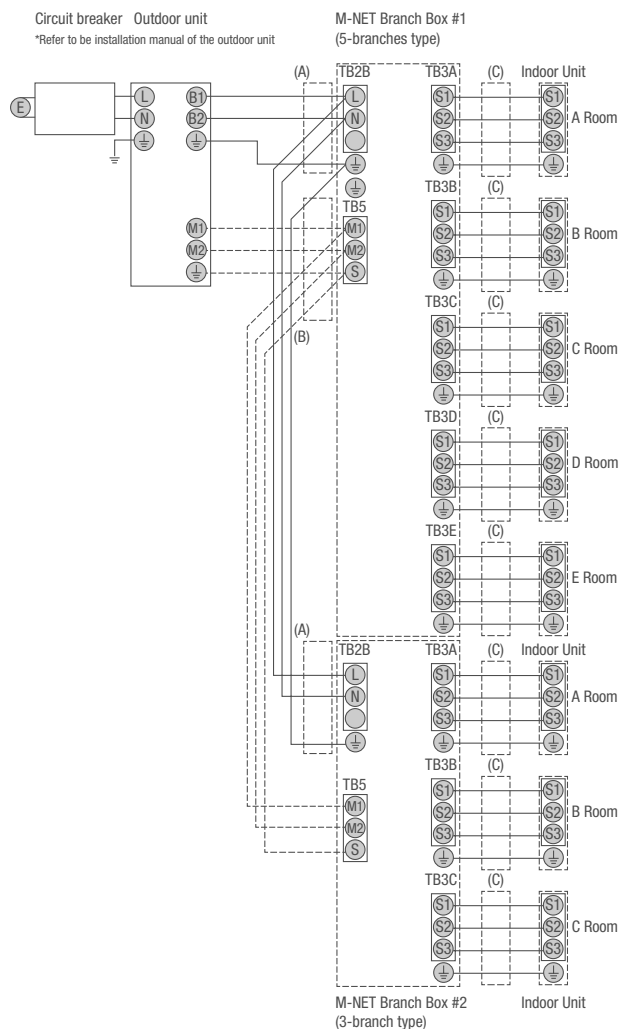 Circuit breaker Outdoor unit
*Refer to be installation manual of the outdoor unit
M-NET Branch Box #1
(5-branches type)
(A) TB2B TB3A (C) Indoor Unit
E L B1 L S1 S1
N B2 N S2 S2 A Room
S3 S3
TB3B (C)
TB5 S1 S1
M1 M1 S2 S2 B Room
M2 M2 S3 S3
S
TB3C (C)
(B) S1 S1
S2 S2 C Room
S3 S3
TB3D (C)
S1 S1
S2 S2 D Room
S3 S3
TB3E (C)
S1 S1
S2 S2 E Room
S3 S3
(A)
TB2B TB3A (C) Indoor Unit
L S1 S1
N S2 S2 A Room
S3 S3
TB3B (C)
TB5 S1 S1
M1 S2 S2 B Room
M2 S3 S3
S
TB3C (C)
S1 S1
S2 S2 C Room
S3 S3
M-NET Branch Box #2 Indoor Unit
(3-branch type)